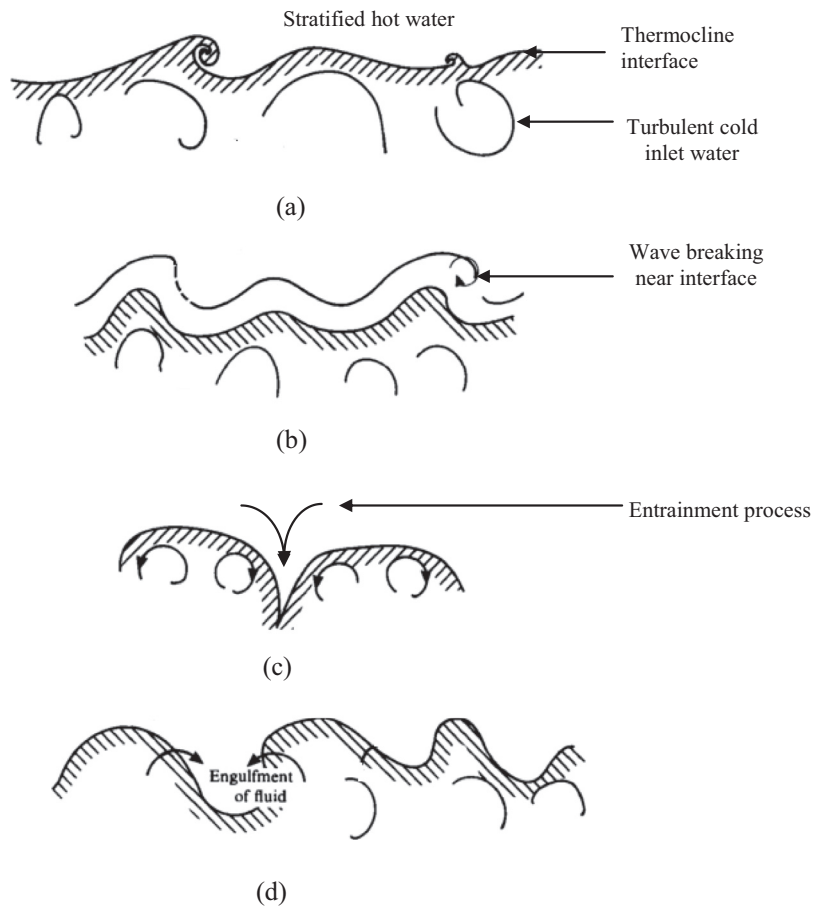 Stratified hot water
Thermocline
interface
Turbulent cold
inlet water
(a)
Wave breaking
near interface
(b)
Entrainment process
(c)
Engulfment
of fluid
(d)